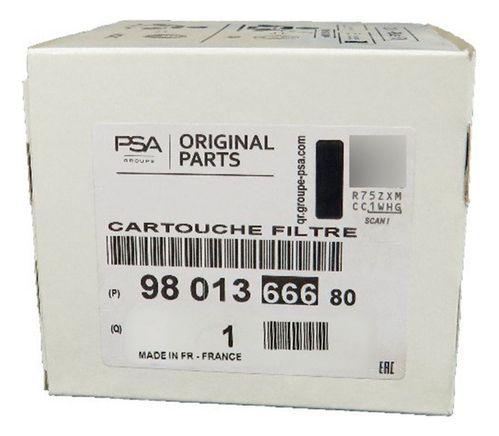 PSA
GROUPE
ORIGINAL
PARTS
qr.groupe-psa.com
R75ZXM
CC1WHG
SCAN!
CARTOUCHE FILTRE
(P) 98 013 666 80
(Q) 1
MADE IN FR - FRANCE
EAC